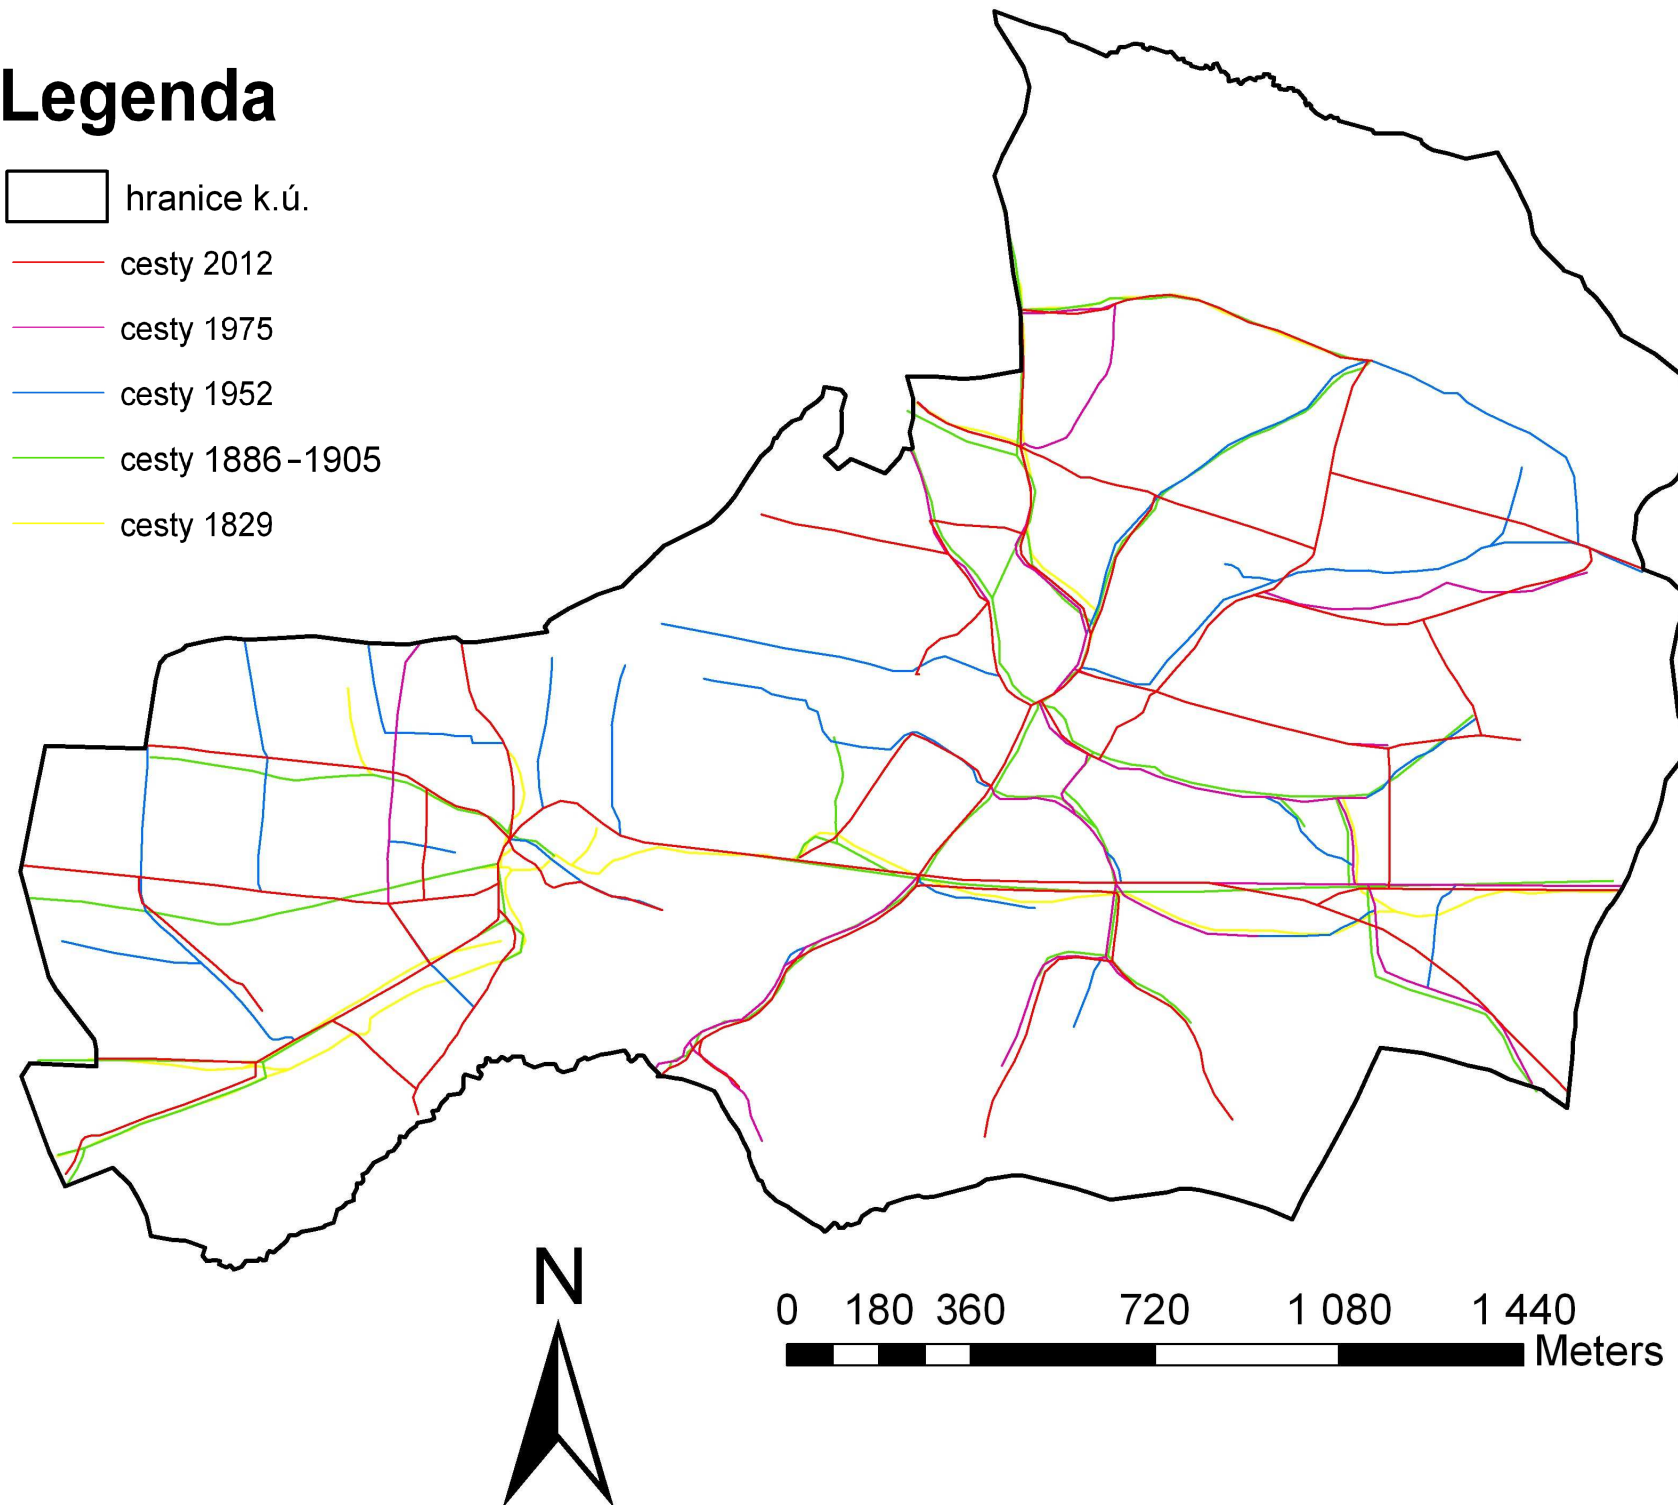 Legenda
hranice k.ú.
cesty 2012
cesty 1975
cesty 1952
cesty 1886-1905
cesty 1829
N
0 180 360 720 1 080 1 440
Meters